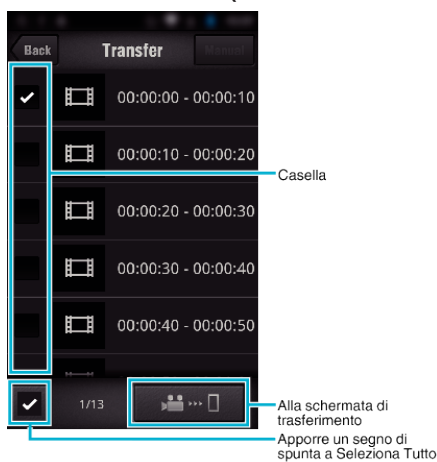 Back Transfer Manual
00:00:00 - 00:00:10
00:00:10 - 00:00:20
Casella
00:00:20 - 00:00:30
00:00:30 - 00:00:40
00:00:40 - 00:00:50
1/13
Alla schermata di
trasferimento
Apporre un segno di
spunta a Seleziona Tutto